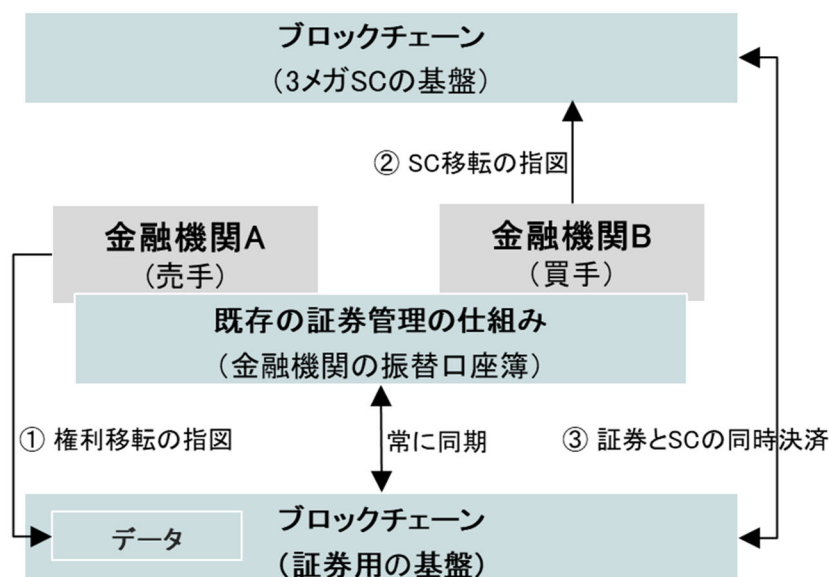 ブロックチェーン
（3メガSCの基盤）
② SC移転の指図
金融機関A
（売手）
金融機関B
（買手）
既存の証券管理の仕組み
（金融機関の振替口座簿）
① 権利移転の指図
常に同期
③ 証券とSCの同時決済
データ
ブロックチェーン
（証券用の基盤）